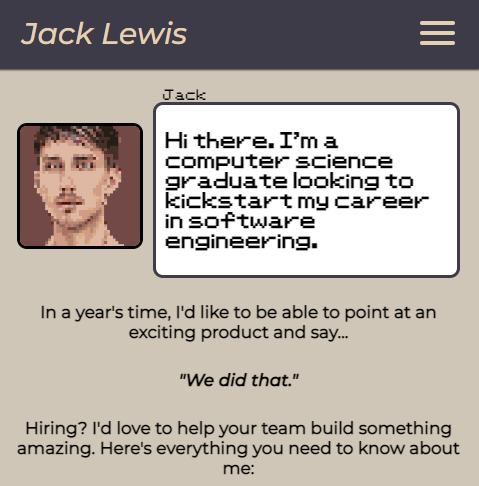 Jack Lewis
Jack
Hi there. I'm a
computer science
graduate looking to
kickstart my career
in software
engineering.
In a year's time, I'd like to be able to point at an
exciting product and say...
"We did that."
Hiring? I'd love to help your team build something
amazing. Here's everything you need to know about
me: